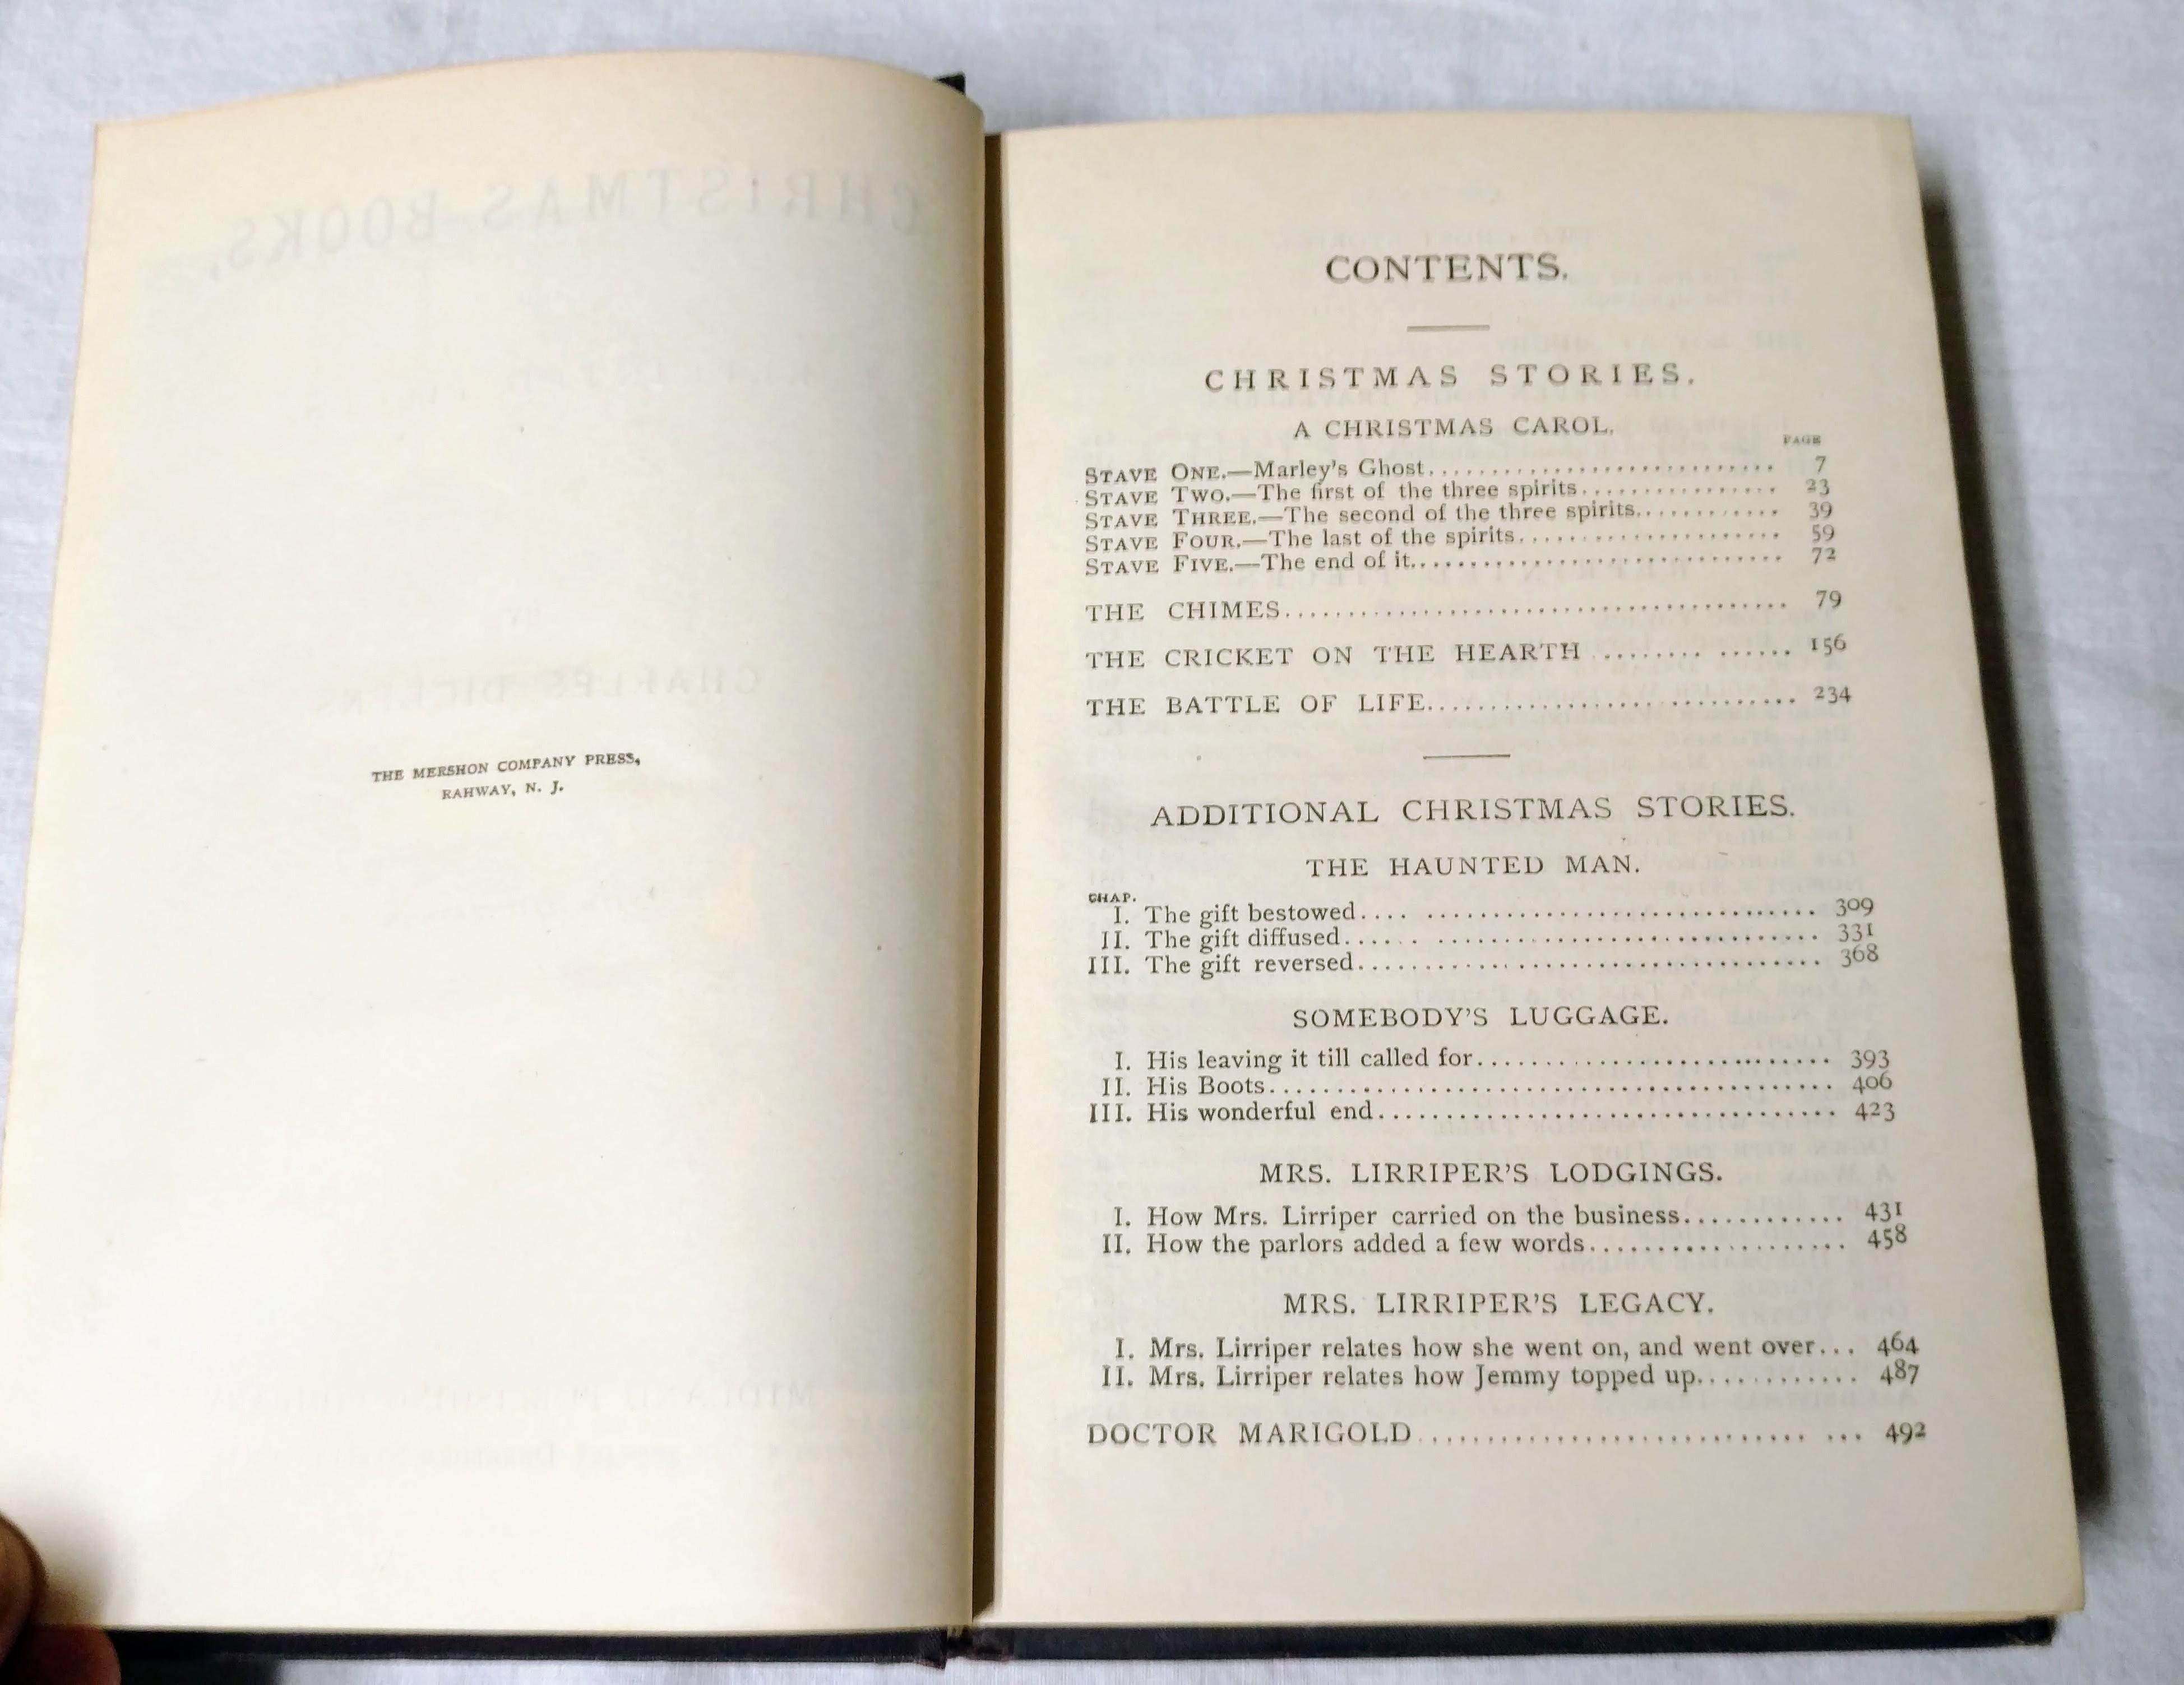 THE MERSHON COMPANY PRESS,
RAHWAY, N. J.
CONTENTS.
CHRISTMAS STORIES.
A CHRISTMAS CAROL.
PAGE
STAVE ONE.—Marley's Ghost............................ 7
STAVE TWO.—The first of the three spirits................ 23
STAVE THREE.—The second of the three spirits............ 39
STAVE FOUR.—The last of the spirits...................... 59
STAVE FIVE.—The end of it.............................. 72
THE CHIMES....................................... 79
THE CRICKET ON THE HEARTH ........ ...... 156
THE BATTLE OF LIFE............................ 234
ADDITIONAL CHRISTMAS STORIES.
THE HAUNTED MAN.
CHAP.
I. The gift bestowed.... .............................. 309
II. The gift diffused...... ............................. 331
III. The gift reversed................................... 368
SOMEBODY'S LUGGAGE.
I. His leaving it till called for........................... 393
II. His Boots.......................................... 406
III. His wonderful end.................................. 423
MRS. LIRRIPER'S LODGINGS.
I. How Mrs. Lirriper carried on the business............. 431
II. How the parlors added a few words.................... 458
MRS. LIRRIPER'S LEGACY.
I. Mrs. Lirriper relates how she went on, and went over... 464
II. Mrs. Lirriper relates how Jemmy topped up............ 487
DOCTOR MARIGOLD............................ ... 492
CHRISTMAS BOOKS,
CHARLES DICKENS